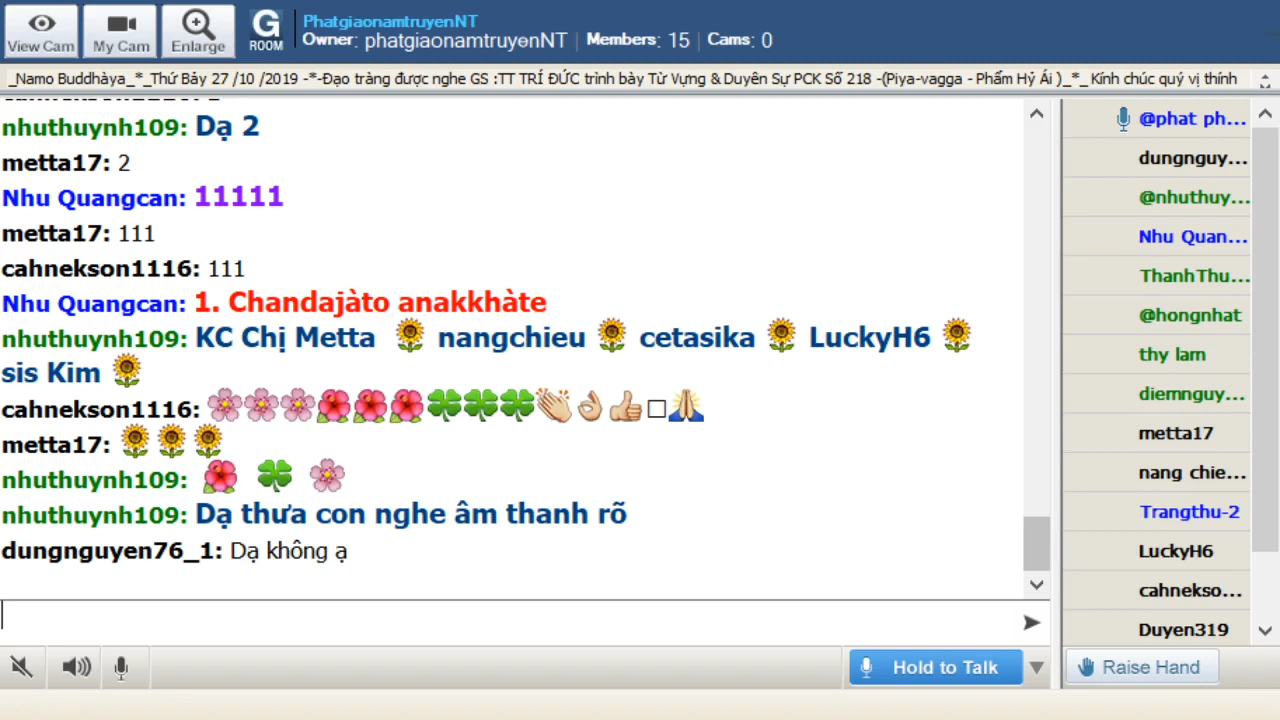 View Cam
My Cam
Enlarge
G
ROOM
PhatgiaonamtruyenNT
Owner: phatgiaonamtruyenNT | Members: 15 | Cams: 0
_Namo Buddhàya_*_Thứ Bảy 27 /10 /2019 -*-Đạo tràng được nghe GS :TT TRÍ ĐỨC trình bày Từ Vựng & Duyên Sự PCK Số 218 -(Piya-vagga - Phẩm Hỷ Ái )_*_ Kính chúc quý vị thính
nhuthuynh109: Dạ 2
metta17: 2
Nhu Quangcan: 11111
metta17: 111
cahnekson1116: 111
Nhu Quangcan: 1. Chandajàto anakkhàte
nhuthuynh109: KC Chị Metta 🌻 nangchieu 🌻 cetasika 🌻 LuckyH6 🌻
sis Kim 🌻
cahnekson1116: 🌸🌸🌸🌺🌺🌺🍀🍀🍀👏👌👍□🙏
metta17: 🌻🌻🌻
nhuthuynh109: 🌺 🍀 🌸
nhuthuynh109: Dạ thưa con nghe âm thanh rõ
dungnguyen76_1: Dạ không ạ
Hold to Talk
@phat ph...
dungnguy...
@nhuthuy...
Nhu Quan...
ThanhThu...
@hongnhat
thy lam
diemnguy...
metta17
nang chie...
Trangthu-2
LuckyH6
cahnekso...
Duyen319
Raise Hand